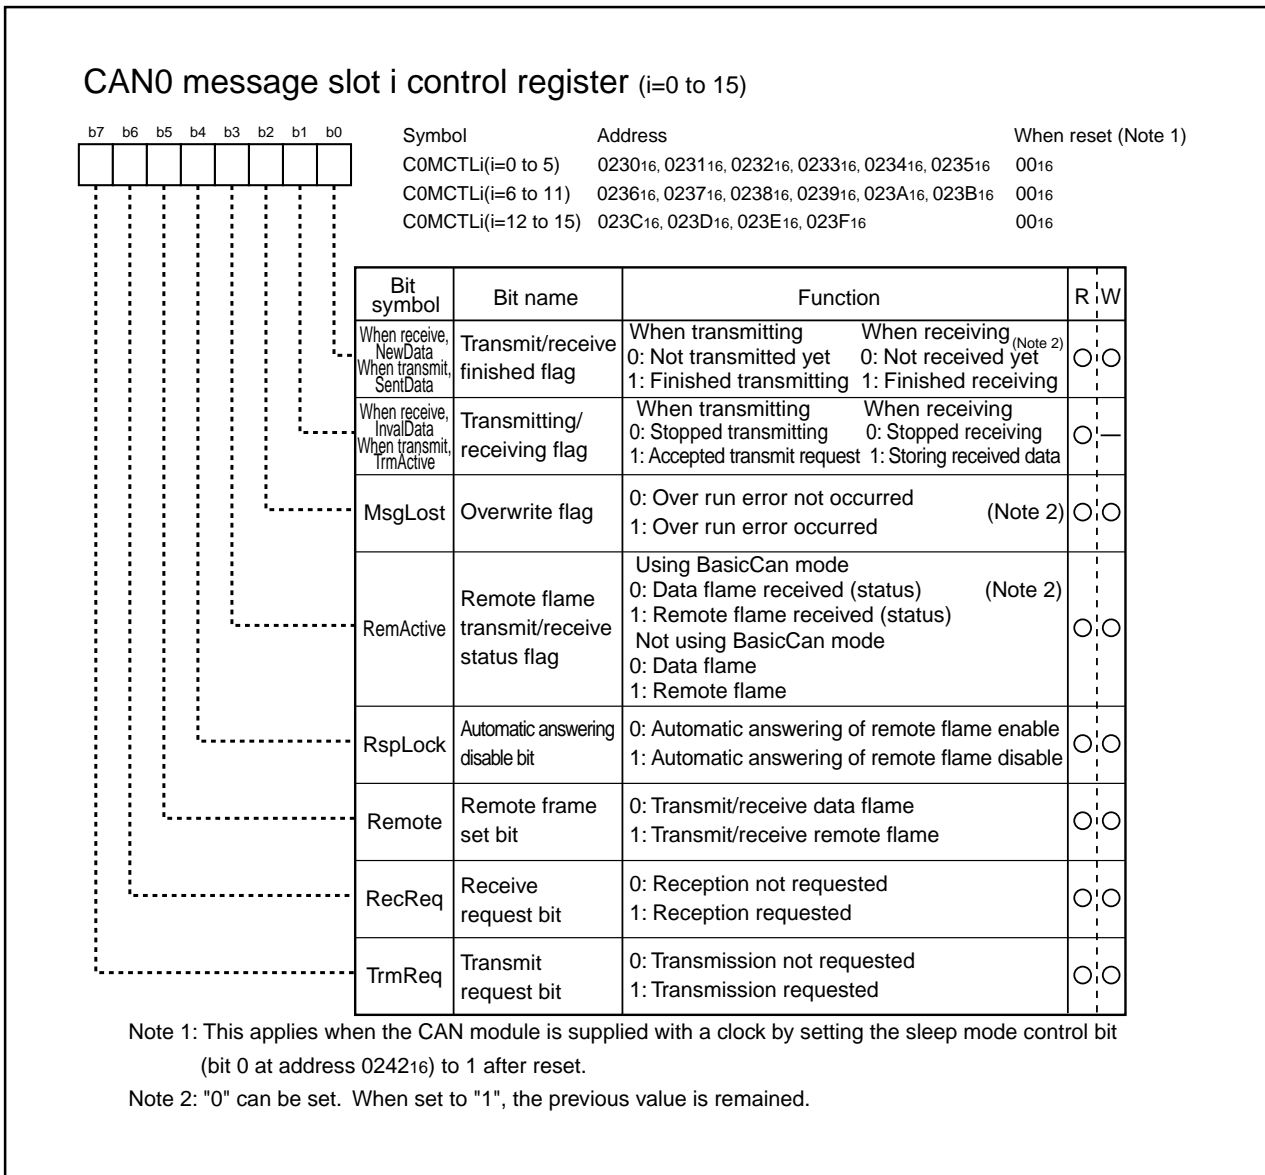 CAN0 message slot i control register (i=0 to 15)
b7 b6 b5 b4 b3 b2 b1 b0
Symbol Address When reset (Note 1)
C0MCTLi(i=0 to 5) 023016, 023116, 023216, 023316, 023416, 023516 0016
C0MCTLi(i=6 to 11) 023616, 023716, 023816, 023916, 023A16, 023B16 0016
C0MCTLi(i=12 to 15) 023C16, 023D16, 023E16, 023F16 0016
Bit
symbol
Bit name
Function
R W
When receive,
NewData
When transmit,
SentData
Transmit/receive
finished flag
When transmitting When receiving (Note 2)
0: Not transmitted yet 0: Not received yet
1: Finished transmitting 1: Finished receiving
When receive,
InvalData
When transmit,
TrmActive
Transmitting/
receiving flag
When transmitting When receiving
0: Stopped transmitting 0: Stopped receiving
1: Accepted transmit request 1: Storing received data
MsgLost
Overwrite flag
0: Over run error not occurred
1: Over run error occurred (Note 2)
RemActive
Remote flame
transmit/receive
status flag
Using BasicCan mode
0: Data flame received (status) (Note 2)
1: Remote flame received (status)
Not using BasicCan mode
0: Data flame
1: Remote flame
RspLock
Automatic answering
disable bit
0: Automatic answering of remote flame enable
1: Automatic answering of remote flame disable
Remote
Remote frame
set bit
0: Transmit/receive data flame
1: Transmit/receive remote flame
RecReq
Receive
request bit
0: Reception not requested
1: Reception requested
TrmReq
Transmit
request bit
0: Transmission not requested
1: Transmission requested
Note 1: This applies when the CAN module is supplied with a clock by setting the sleep mode control bit
(bit 0 at address 024216) to 1 after reset.
Note 2: "0" can be set. When set to "1", the previous value is remained.